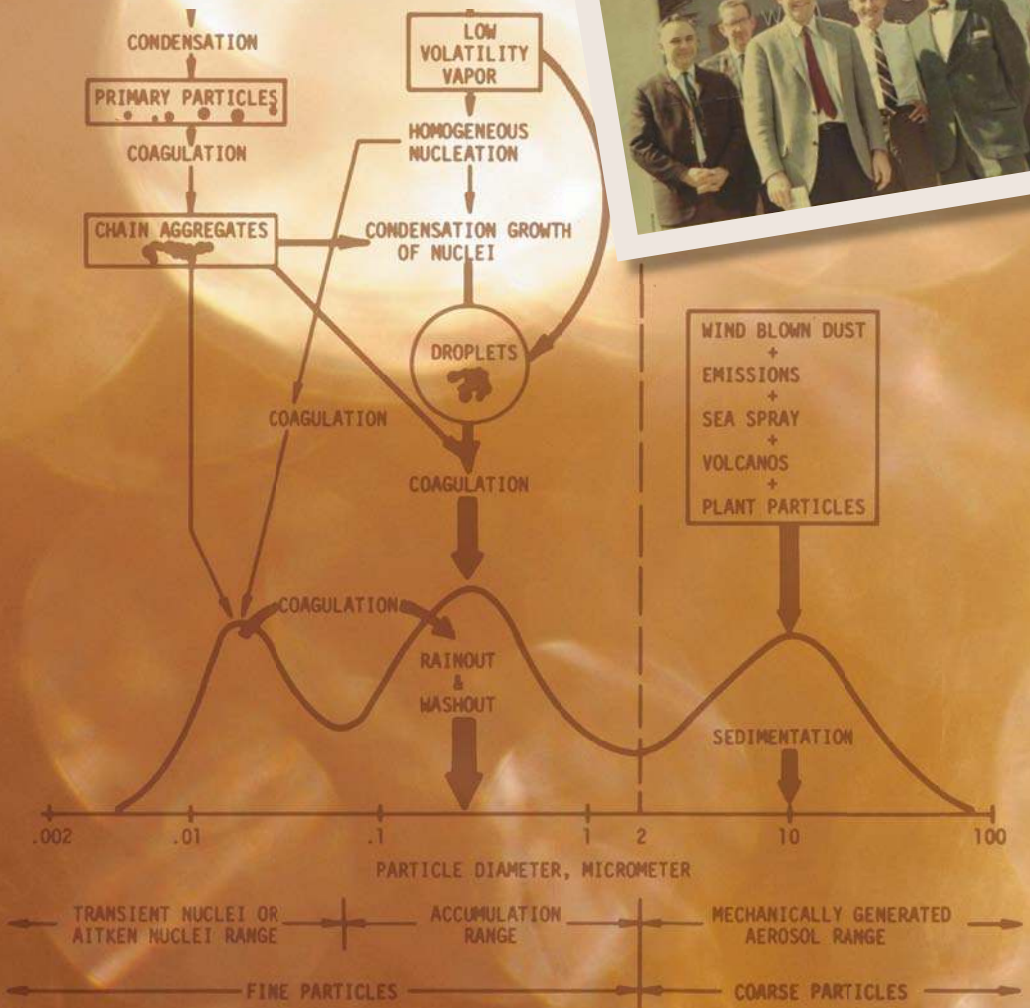 CONDENSATION
PRIMARY PARTICLES
COAGULATION
CHAIN AGGREGATES
LOW
VOLATILITY
VAPOR
HOMOGENEOUS
NUCLEATION
CONDENSATION GROWTH
OF NUCLEI
DROPLETS
COAGULATION
COAGULATION
WIND BLOWN DUST
+
EMISSIONS
+
SEA SPRAY
+
VOLCANOS
+
PLANT PARTICLES
COAGULATION
RAINOUT
&
WASHOUT
SEDIMENTATION
.002 .01 .1 1 2 10 100
PARTICLE DIAMETER, MICROMETER
TRANSIENT NUCLEI OR
AITKEN NUCLEI RANGE
ACCUMULATION
RANGE
MECHANICALLY GENERATED
AEROSOL RANGE
FINE PARTICLES
COARSE PARTICLES